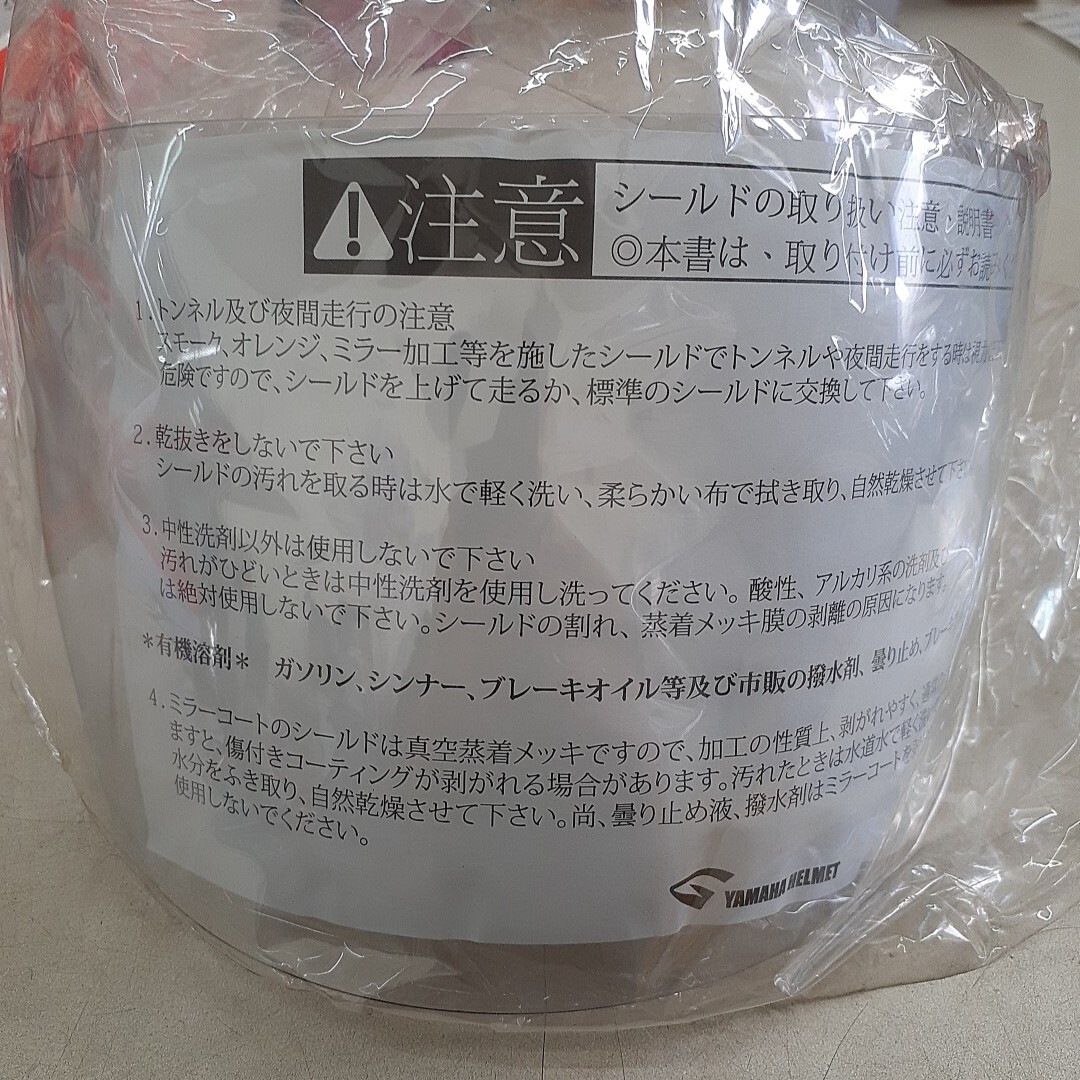 注意
シールドの取り扱い注意・説明書
◎本書は、取り付け前に必ずお読み
1.トンネル及び夜間走行の注意
スモーク、オレンジ、ミラー加工等を施したシールドでトンネルや夜間走行をする時は視力
危険ですので、シールドを上げて走るか、標準のシールドに交換して下さい。
2.乾抜きをしないで下さい
シールドの汚れを取る時は水で軽く洗い、柔らかい布で拭き取り、自然乾燥させて下さ
3.中性洗剤以外は使用しないで下さい
汚れがひどいときは中性洗剤を使用し洗ってください。酸性、アルカリ系の洗剤及び
は絶対使用しないで下さい。シールドの割れ、蒸着メッキ膜の剥離の原因になります。
*有機溶剤* ガソリン、シンナー、ブレーキオイル等及び市販の撥水剤、曇り止め、ブレー
4.ミラーコートのシールドは真空蒸着メッキですので、加工の性質上、剥がれやすく、
ますと、傷付きコーティングが剥がれる場合があります。汚れたときは水道水で軽く洗
水分をふき取り、自然乾燥させて下さい。尚、曇り止め液、撥水剤はミラーコートを
使用しないでください。
YAMAHA HELMET